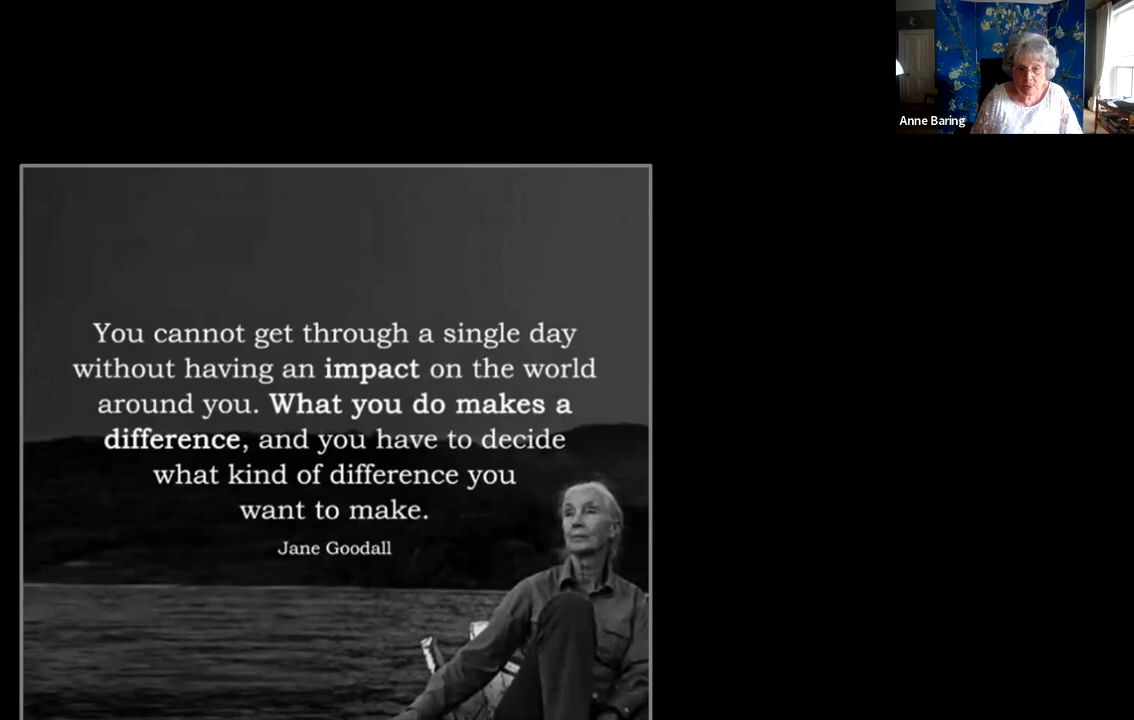 Anne Baring
You cannot get through a single day
without having an impact on the world
around you. What you do makes a
difference, and you have to decide
what kind of difference you
want to make.
Jane Goodall